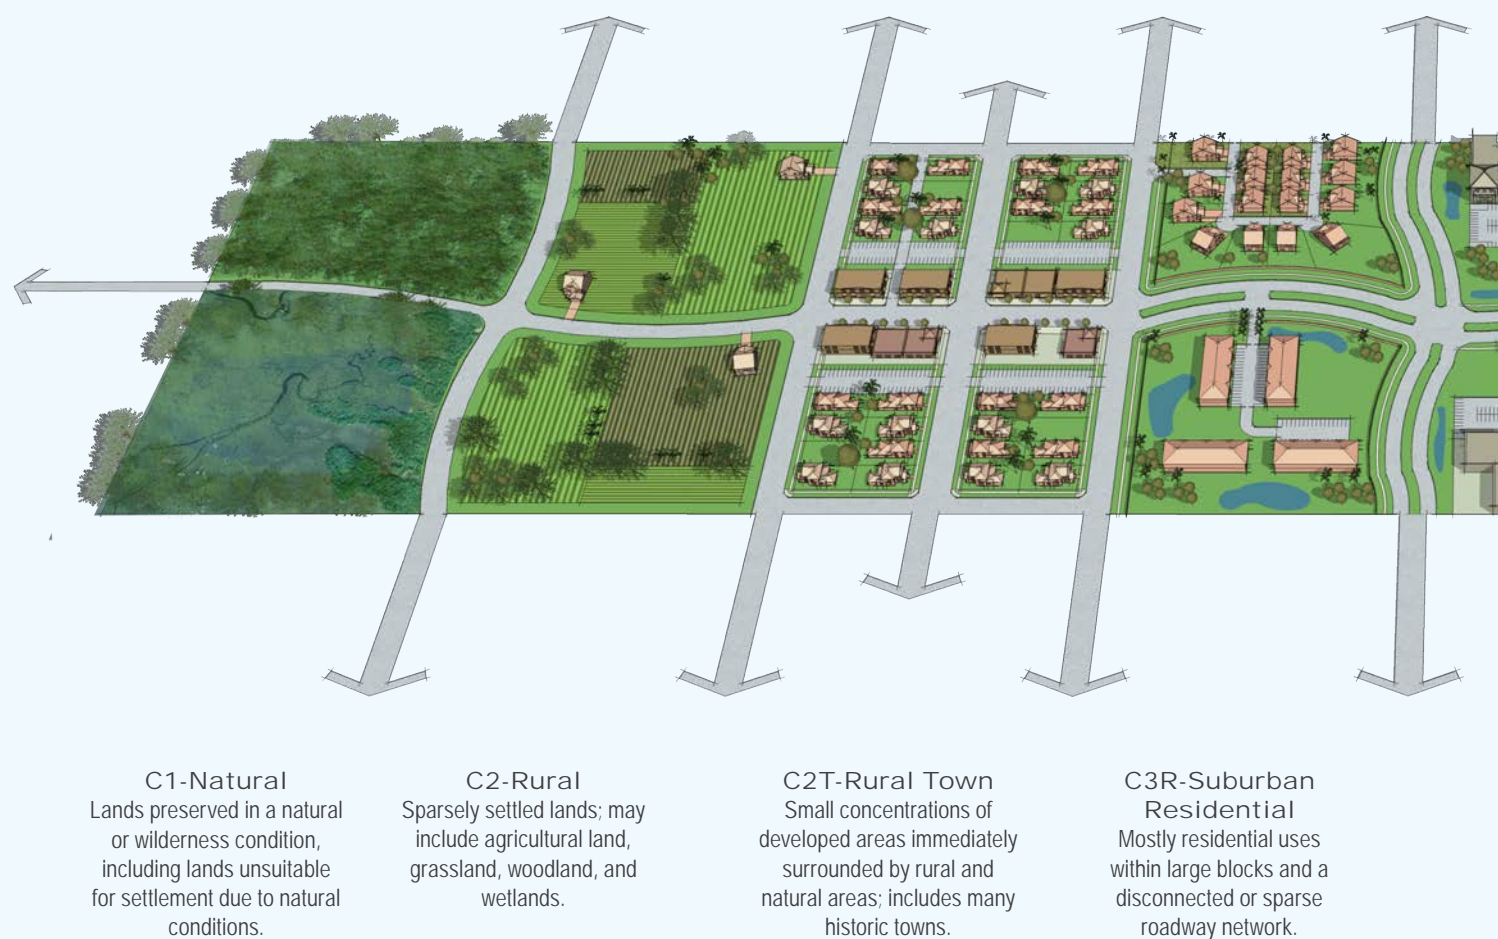 C1-Natural
Lands preserved in a natural
or wilderness condition,
including lands unsuitable
for settlement due to natural
conditions.
C2-Rural
Sparsely settled lands; may
include agricultural land,
grassland, woodland, and
wetlands.
C2T-Rural Town
Small concentrations of
developed areas immediately
surrounded by rural and
natural areas; includes many
historic towns.
C3R-Suburban
Residential
Mostly residential uses
within large blocks and a
disconnected or sparse
roadway network.